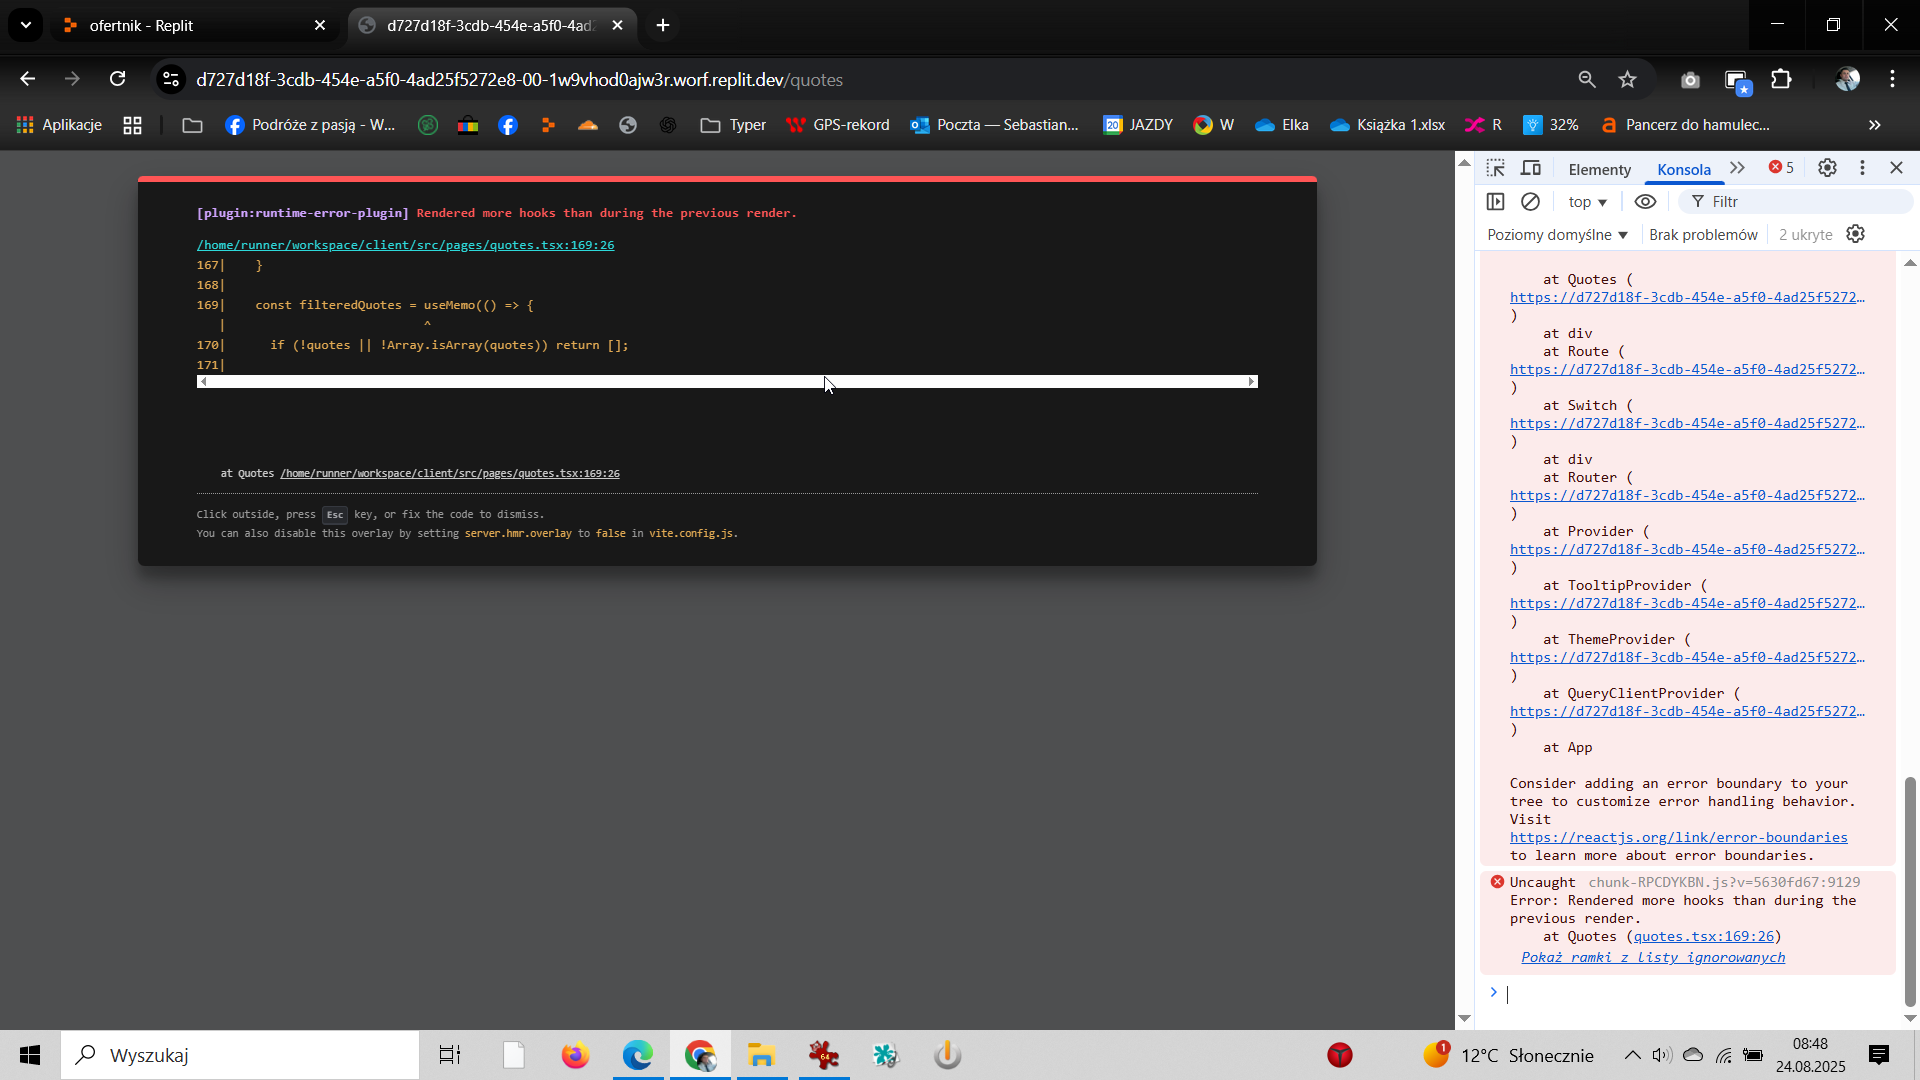 ofertnik - Replit
d727d18f-3cdb-454e-a5f0-4ad
d727d18f-3cdb-454e-a5f0-4ad25f5272e8-00-1w9vhod0ajw3r.worf.replit.dev/quotes
Aplikacje
Podróże z pasją - W...
Typer
GPS-rekord
Poczta — Sebastian...
20 JAZDY
W
Elka
Książka 1.xlsx
R
32%
Pancerz do hamulec...
[plugin:runtime-error-plugin] Rendered more hooks than during the previous render.
/home/runner/workspace/client/src/pages/quotes.tsx:169:26
167|    }
168|
169|    const filteredQuotes = useMemo(() => {
|                           ^
170|      if (!quotes || !Array.isArray(quotes)) return [];
171|
at Quotes /home/runner/workspace/client/src/pages/quotes.tsx:169:26
Click outside, press Esc key, or fix the code to dismiss.
You can also disable this overlay by setting server.hmr.overlay to false in vite.config.js.
Elementy
Konsola
5
top
Filtr
Poziomy domyślne
Brak problemów
2 ukryte
at Quotes (
https://d727d18f-3cdb-454e-a5f0-4ad25f5272…
)
at div
at Route (
https://d727d18f-3cdb-454e-a5f0-4ad25f5272…
)
at Switch (
https://d727d18f-3cdb-454e-a5f0-4ad25f5272…
)
at div
at Router (
https://d727d18f-3cdb-454e-a5f0-4ad25f5272…
)
at Provider (
https://d727d18f-3cdb-454e-a5f0-4ad25f5272…
)
at TooltipProvider (
https://d727d18f-3cdb-454e-a5f0-4ad25f5272…
)
at ThemeProvider (
https://d727d18f-3cdb-454e-a5f0-4ad25f5272…
)
at QueryClientProvider (
https://d727d18f-3cdb-454e-a5f0-4ad25f5272…
)
at App
Consider adding an error boundary to your
tree to customize error handling behavior.
Visit
https://reactjs.org/link/error-boundaries
to learn more about error boundaries.
Uncaught chunk-RPCDYKBN.js?v=5630fd67:9129
Error: Rendered more hooks than during the
previous render.
at Quotes (quotes.tsx:169:26)
Pokaż ramki z listy ignorowanych
>
Wyszukaj
64
1
12°C Słonecznie
08:48
24.08.2025